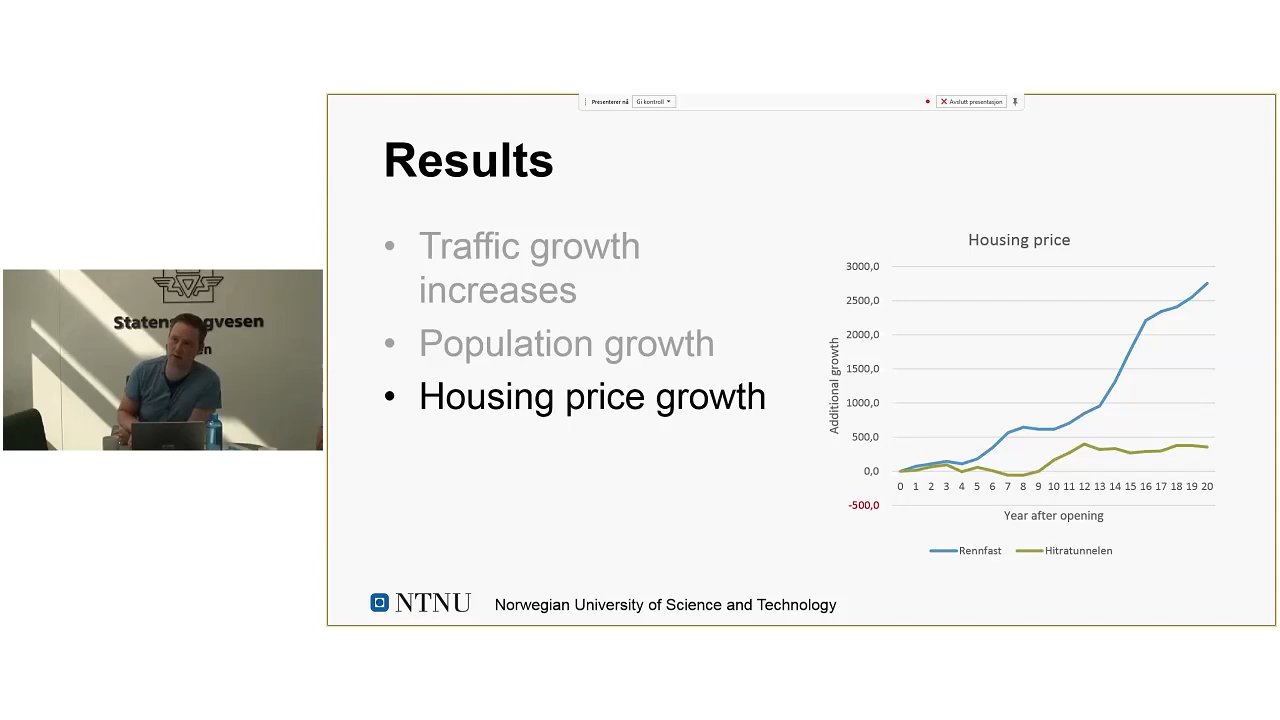 Presenterer nå
Gi kontroll
Avslutt presentasjon
Results
• Traffic growth
increases
• Population growth
• Housing price growth
Housing price
Additional growth
3000,0
2500,0
2000,0
1500,0
1000,0
500,0
0,0
-500,0
0 1 2 3 4 5 6 7 8 9 10 11 12 13 14 15 16 17 18 19 20
Year after opening
Rennfast
Hitratunnelen
NTNU
Norwegian University of Science and Technology
Statens
gvesen